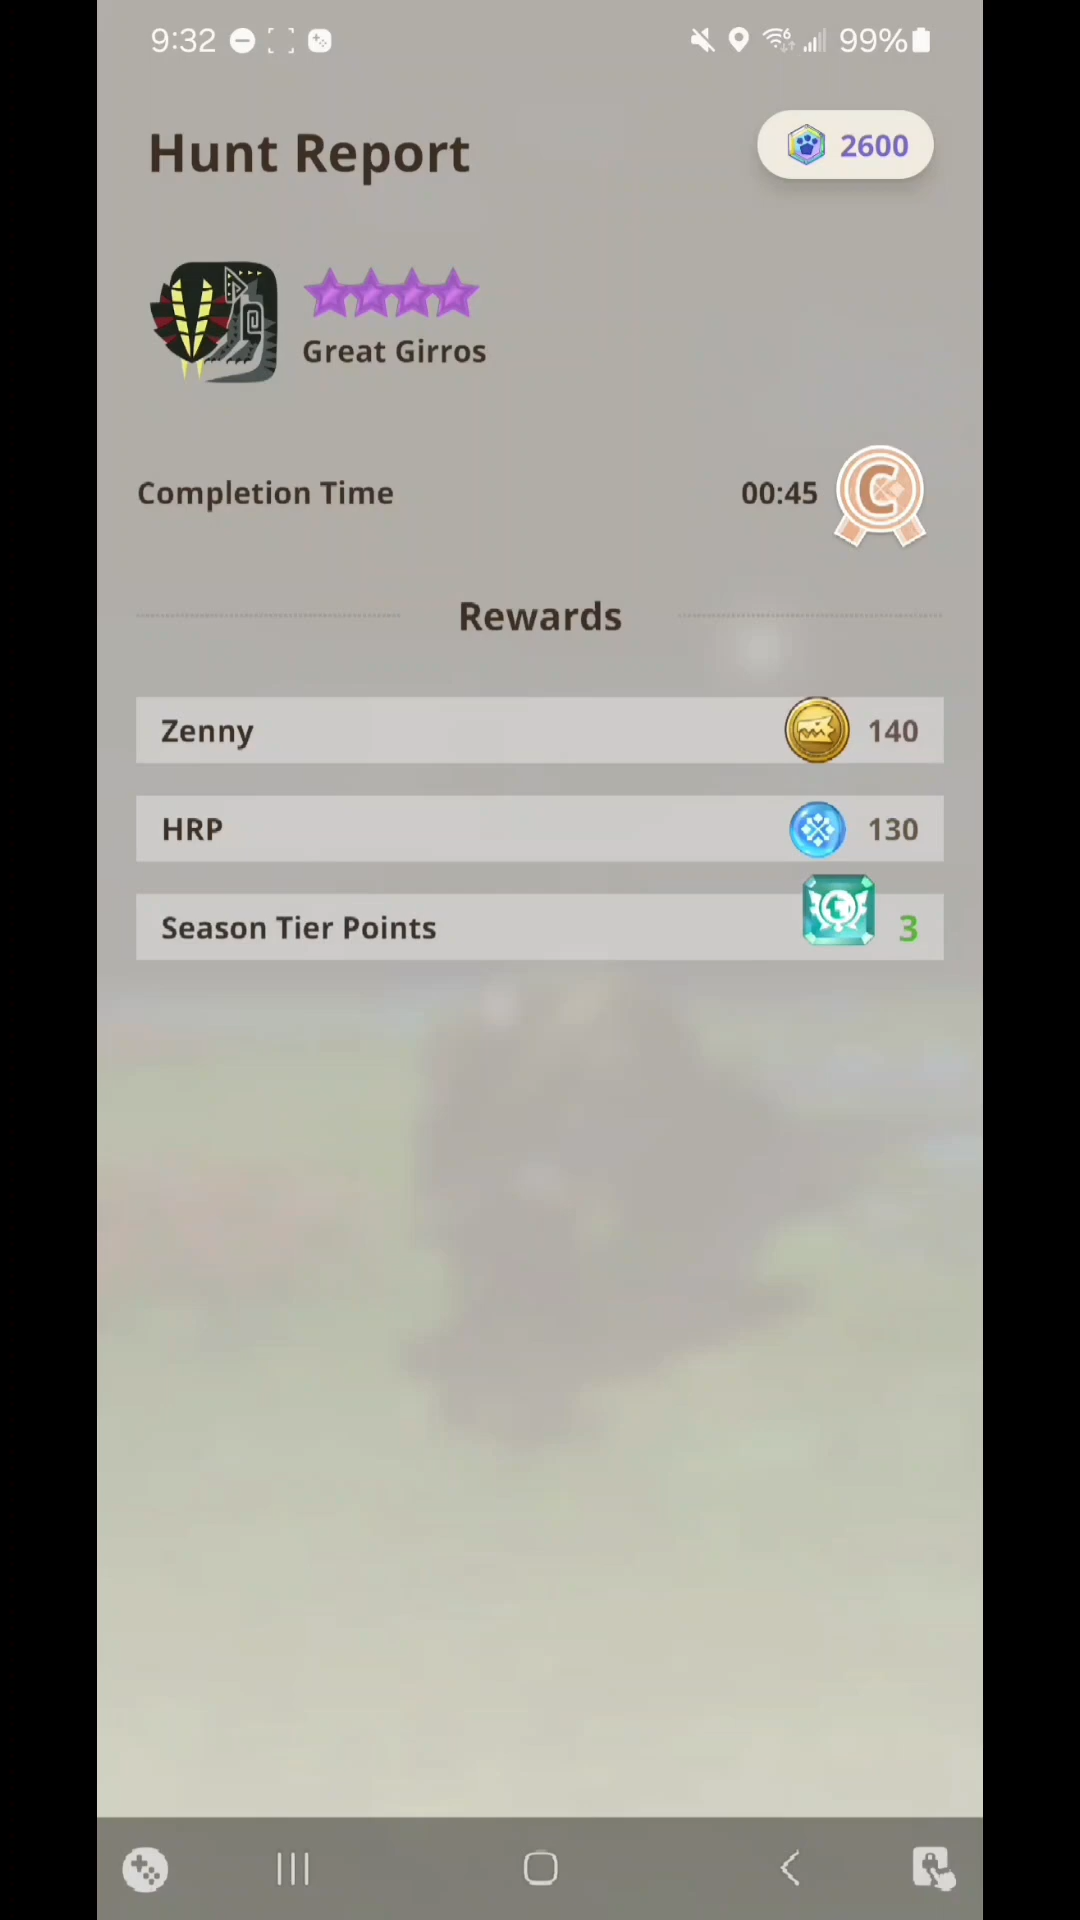 9:32 6 99%
Hunt Report 2600
Great Girros
Completion Time 00:45 C
Rewards
Zenny 140
HRP 130
Season Tier Points 3